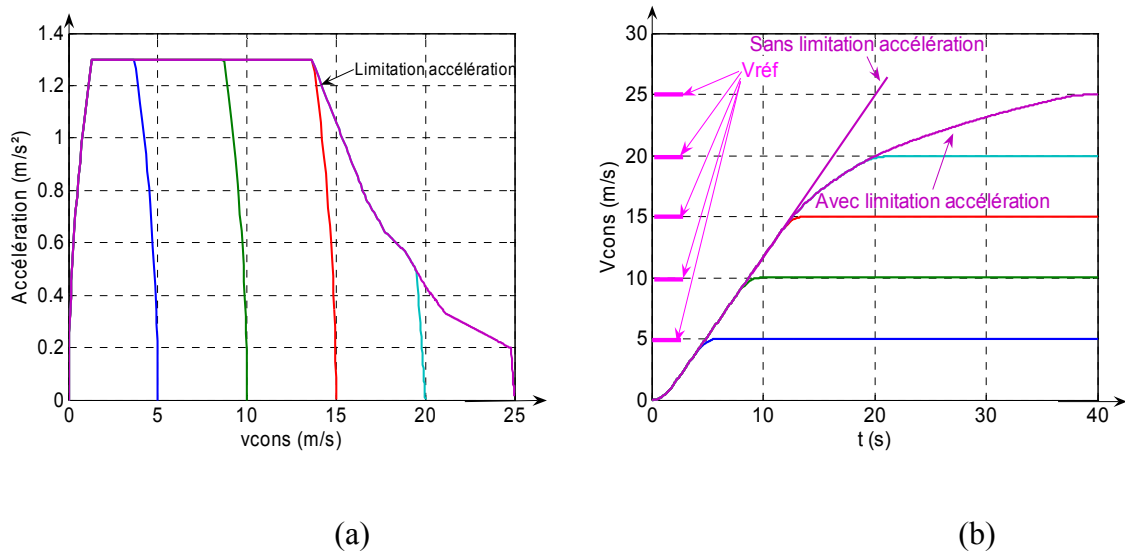 1.4
1.2
1
0.8
0.6
0.4
0.2
0
0
5
10
15
20
25
Accélération (m/s²)
vcons (m/s)
Limitation accélération
(a)
30
25
20
15
10
5
0
0
10
20
30
40
Vcons (m/s)
t (s)
Sans limitation accélération
Vréf
Avec limitation accélération
(b)